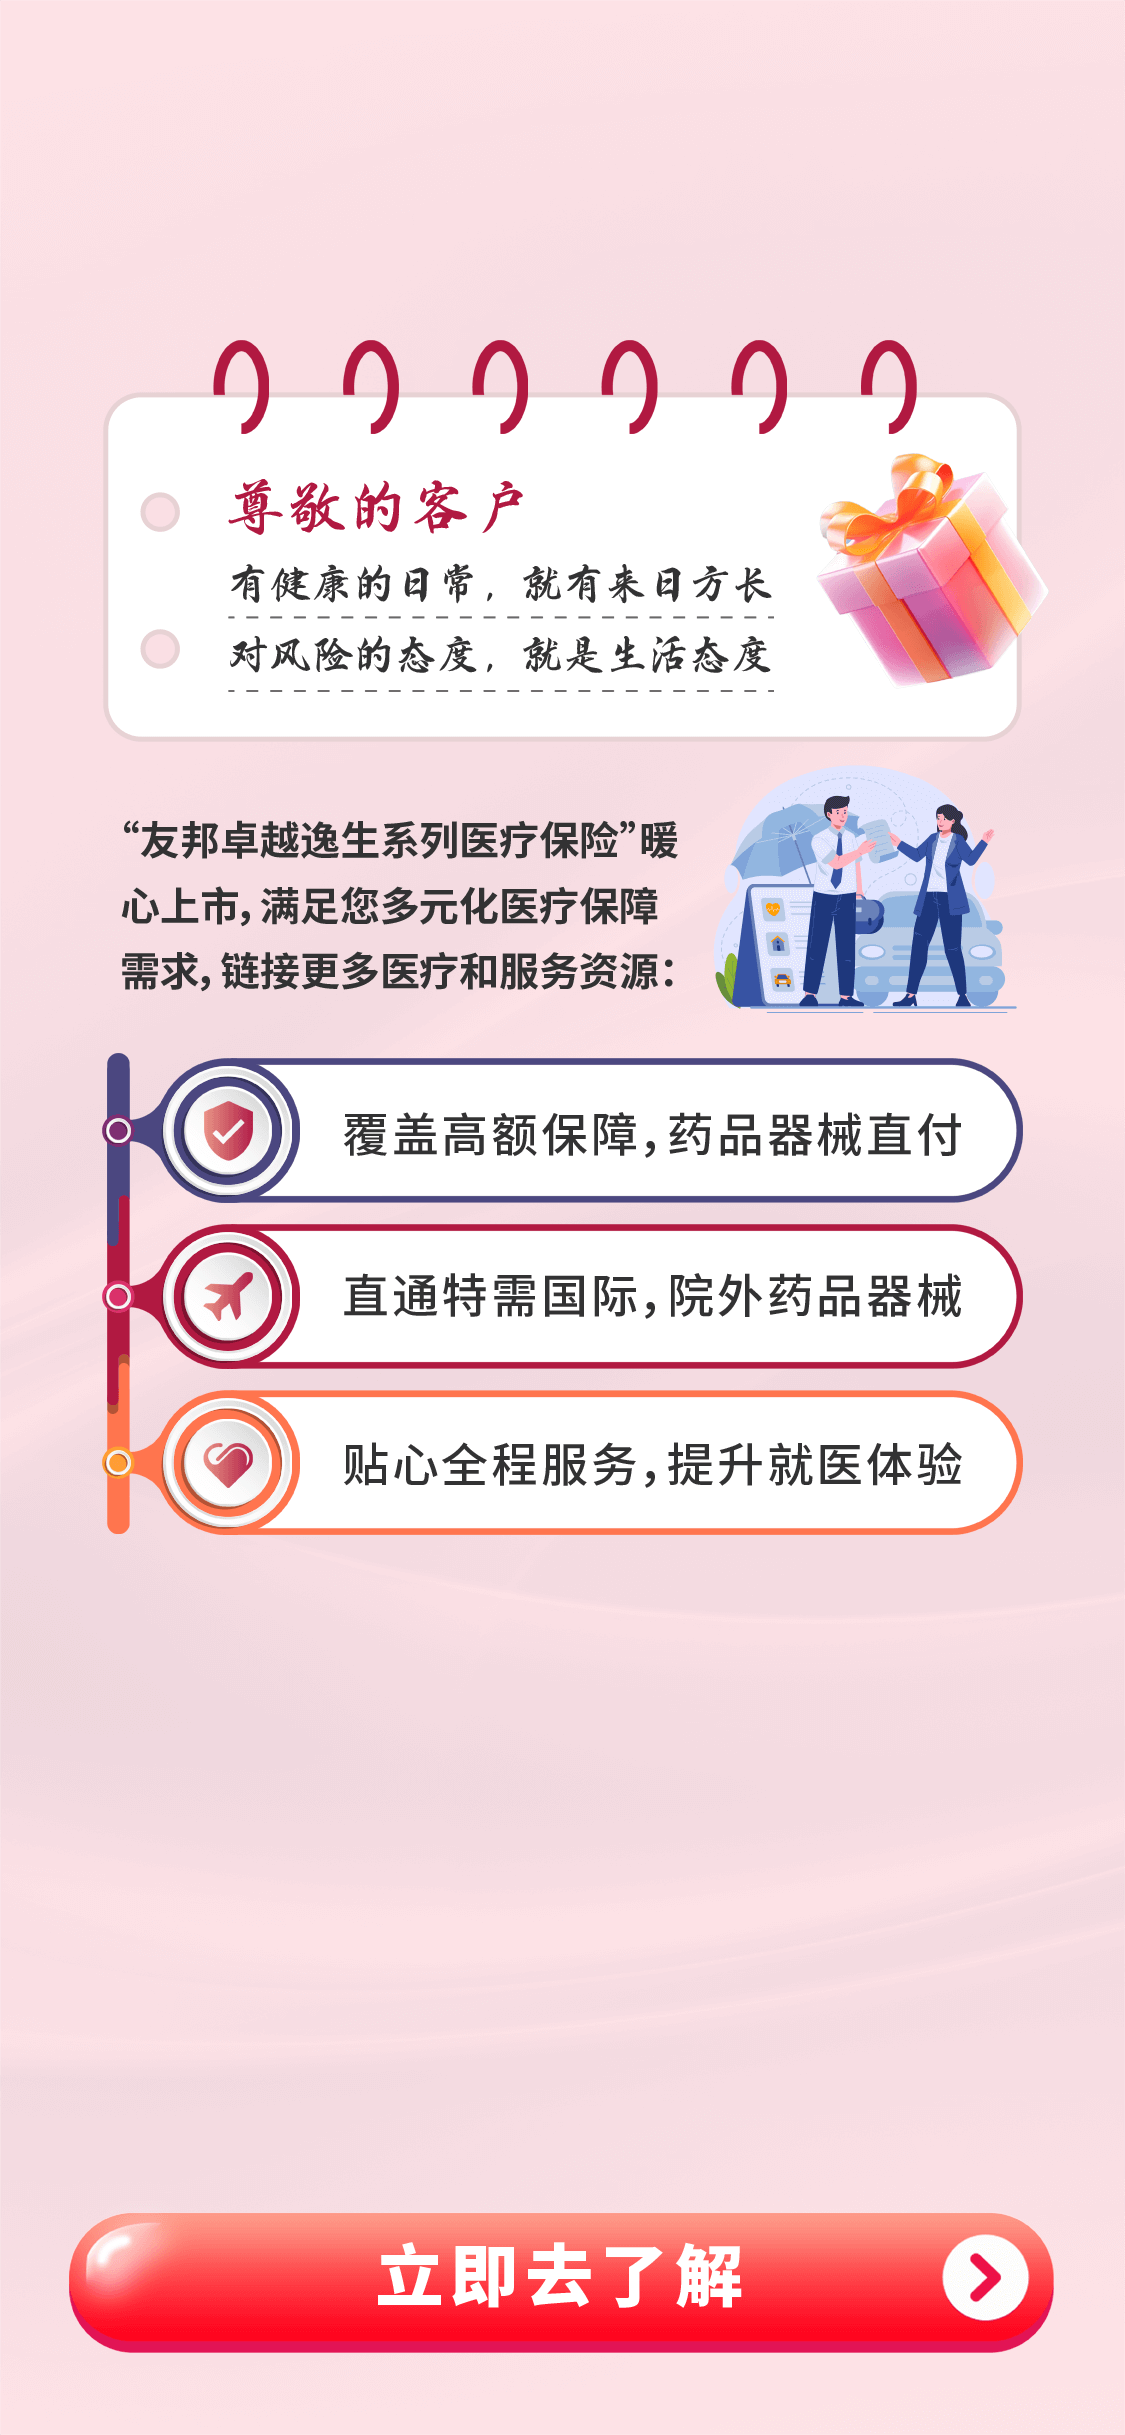 尊敬的客户
有健康的日常，就有来日方长
对风险的态度，就是生活态度
“友邦卓越逸生系列医疗保险”暖
心上市，满足您多元化医疗保障
需求，链接更多医疗和服务资源：
覆盖高额保障，药品器械直付
直通特需国际，院外药品器械
贴心全程服务，提升就医体验
立即去了解